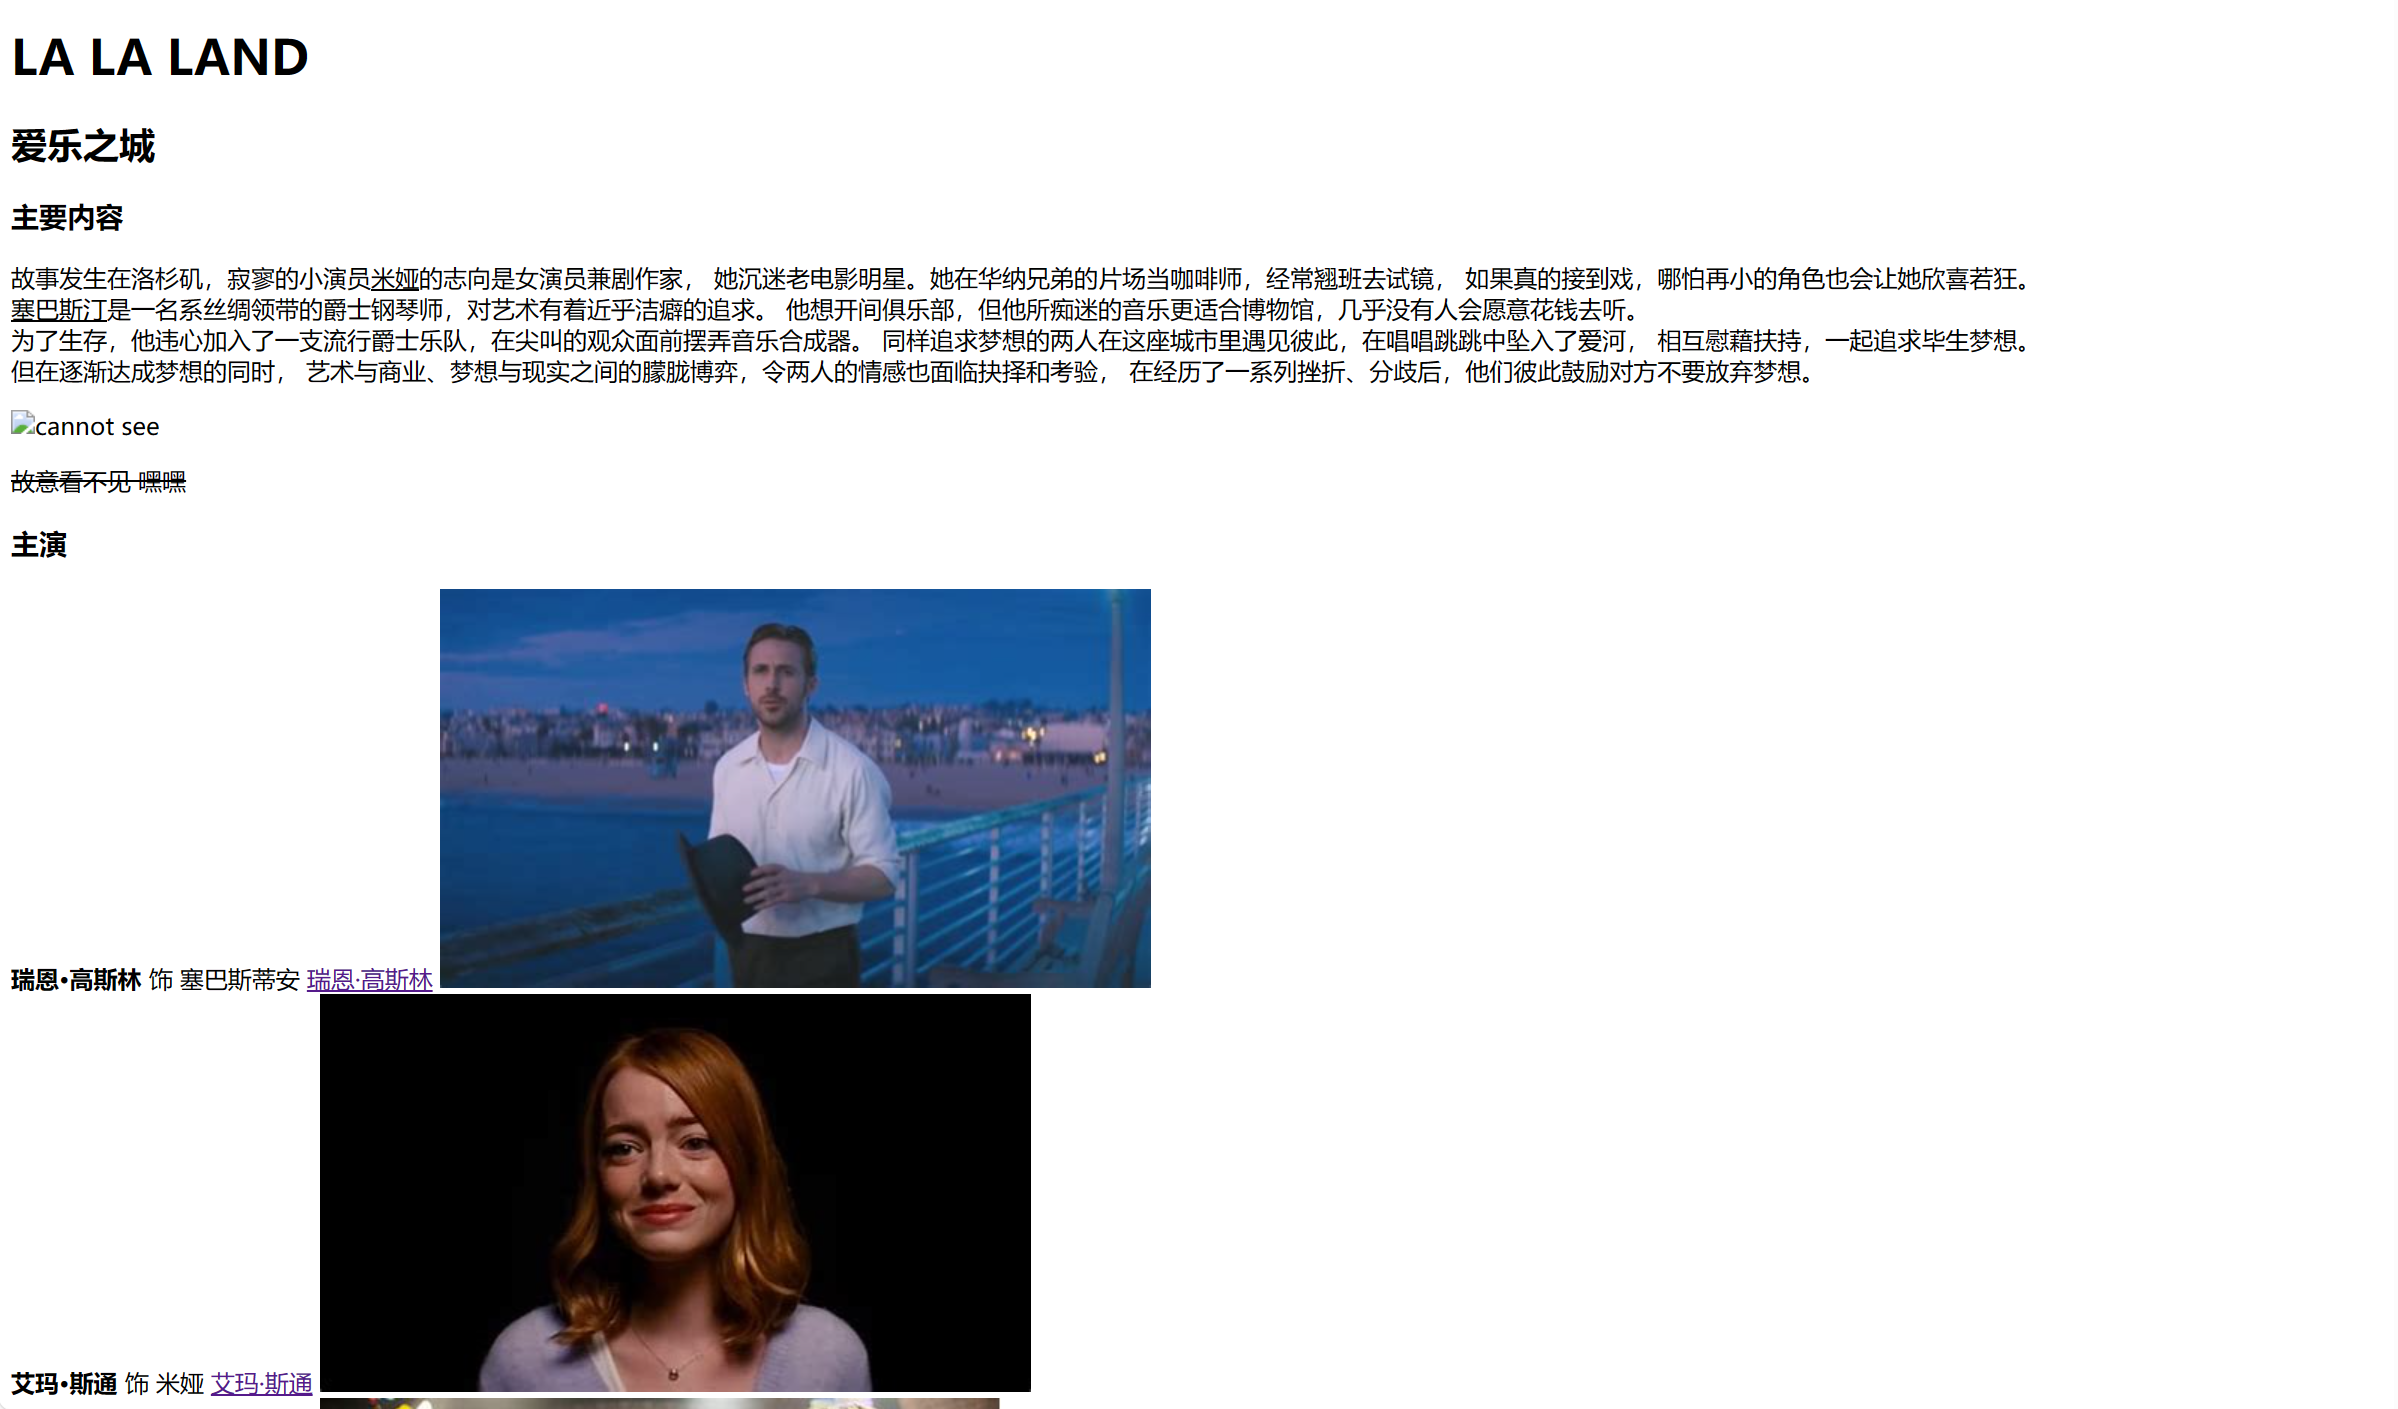 LA LA LAND
爱乐之城
主要内容
故事发生在洛杉矶，寂寥的小演员米娅的志向是女演员兼剧作家， 她沉迷老电影明星。她在华纳兄弟的片场当咖啡师，经常翘班去试镜， 如果真的接到戏，哪怕再小的角色也会让她欣喜若狂。
塞巴斯汀是一名系丝绸领带的爵士钢琴师，对艺术有着近乎洁癖的追求。 他想开间俱乐部，但他所痴迷的音乐更适合博物馆，几乎没有人会愿意花钱去听。
为了生存，他违心加入了一支流行爵士乐队，在尖叫的观众面前摆弄音乐合成器。 同样追求梦想的两人在这座城市里遇见彼此，在唱唱跳跳中坠入了爱河， 相互慰藉扶持，一起追求毕生梦想。
但在逐渐达成梦想的同时， 艺术与商业、梦想与现实之间的朦胧博弈，令两人的情感也面临抉择和考验， 在经历了一系列挫折、分歧后，他们彼此鼓励对方不要放弃梦想。
cannot see
故意看不见 嘿嘿
主演
瑞恩·高斯林 饰 塞巴斯蒂安 瑞恩·高斯林
艾玛·斯通 饰 米娅 艾玛·斯通